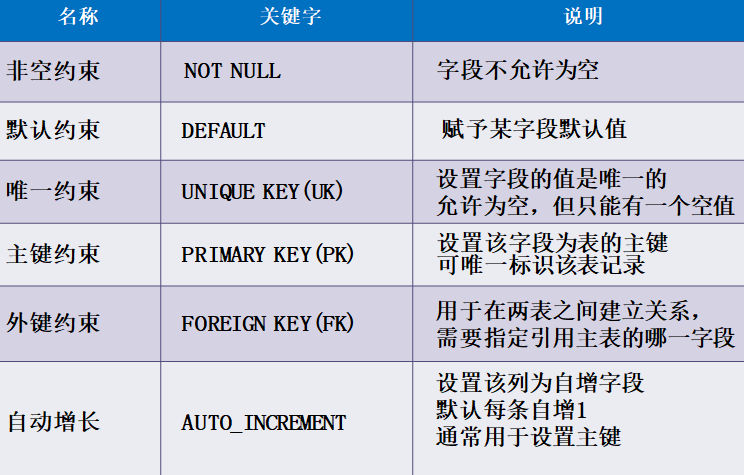 名称 关键字 说明
非空约束 NOT NULL 字段不允许为空
默认约束 DEFAULT 赋予某字段默认值
唯一约束 UNIQUE KEY(UK) 设置字段的值是唯一的
允许为空，但只能有一个空值
主键约束 PRIMARY KEY(PK) 设置该字段为表的主键
可唯一标识该表记录
外键约束 FOREIGN KEY(FK) 用于在两表之间建立关系，
需要指定引用主表的哪一字段
自动增长 AUTO_INCREMENT 设置该列为自增字段
默认每条自增1
通常用于设置主键